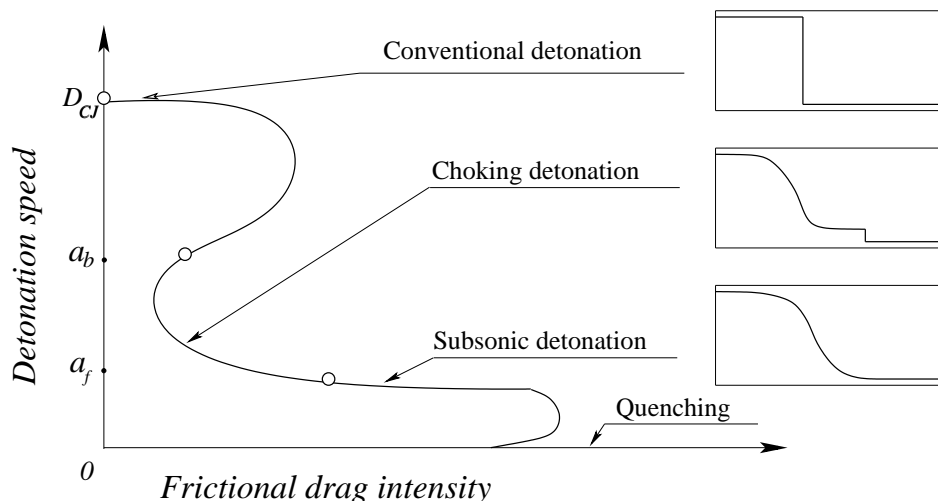 Conventional detonation
D_CJ
Choking detonation
a_b
Subsonic detonation
a_f
Quenching
0
Frictional drag intensity
Detonation speed